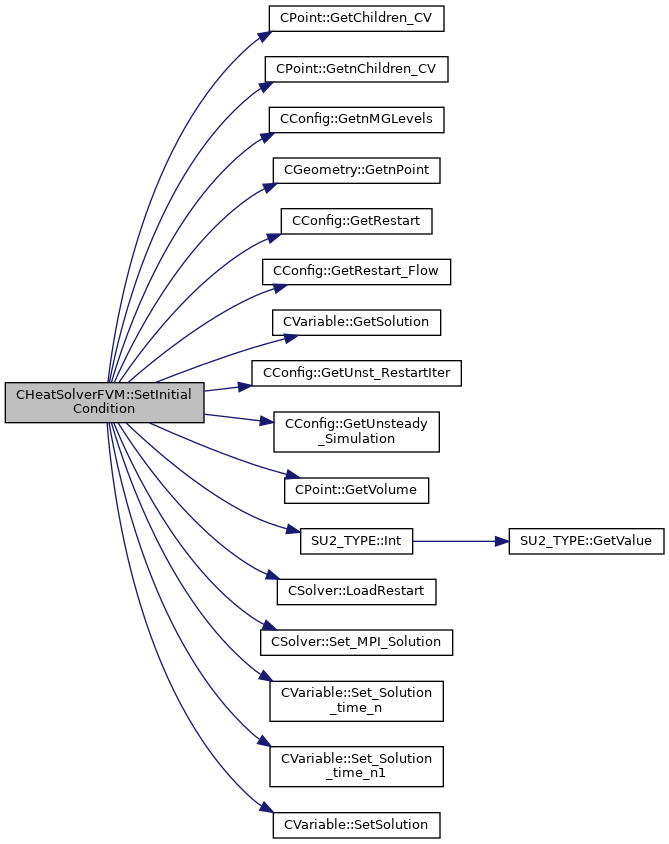 CPoint::GetChildren_CV
CPoint::GetnChildren_CV
CConfig::GetnMGLevels
CGeometry::GetnPoint
CConfig::GetRestart
CConfig::GetRestart_Flow
CVariable::GetSolution
CHeatSolverFVM::SetInitial
Condition
CConfig::GetUnst_RestartIter
CConfig::GetUnsteady
_Simulation
CPoint::GetVolume
SU2_TYPE::Int
SU2_TYPE::GetValue
CSolver::LoadRestart
CSolver::Set_MPI_Solution
CVariable::Set_Solution
_time_n
CVariable::Set_Solution
_time_n1
CVariable::SetSolution